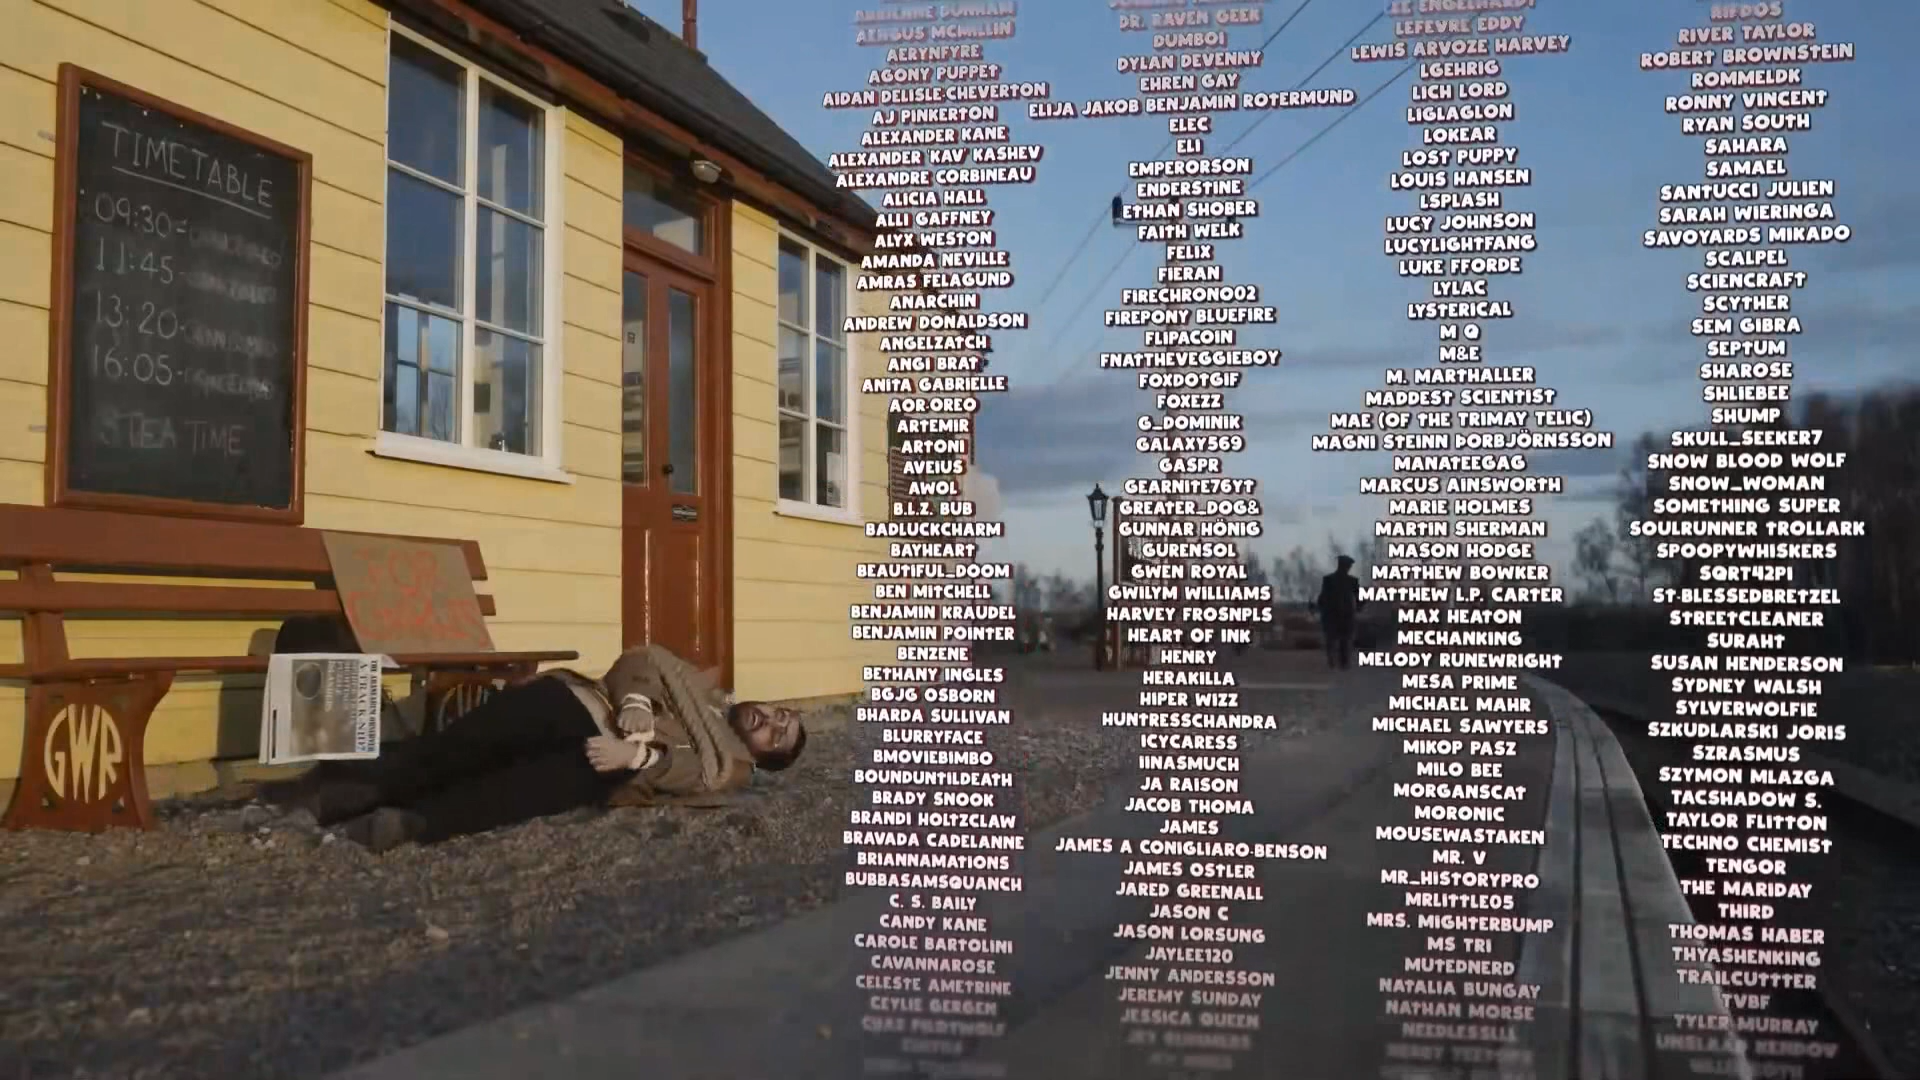 TIMETABLE
09:30 -
11:45 -
13:20 -
16:05 -
TEA TIME
FOR
GWR
GWR
AENGUS MCMILLIN
AERYNFYRE
AGONY PUPPET
AIDAN DELISLE-CHEVERTON
AJ PINKERTON
ALEXANDER KANE
ALEXANDER 'KAV' KASHEV
ALEXANDRE CORBINEAU
ALICIA HALL
ALLI GAFFNEY
ALYX WESTON
AMANDA NEVILLE
AMRAS FELAGUND
ANARCHIN
ANDREW DONALDSON
ANGELZATCH
ANGI BRAT
ANITA GABRIELLE
AOR-OREO
ARTEMIR
ARTONI
AVEIUS
AWOL
B.L.Z. BUB
BADLUCKCHARM
BAYHEART
BEAUTIFUL_DOOM
BEN MITCHELL
BENJAMIN KRAUDEL
BENJAMIN POINTER
BENZENE
BETHANY INGLES
BGJG OSBORN
BHARDA SULLIVAN
BLURRYFACE
BMOVIEBIMBO
BOUNDUNTILDEATH
BRADY SNOOK
BRANDI HOLTZCLAW
BRAVADA CADELANNE
BRIANNAMATIONS
BUBBASAMSQUANCH
C. S. BAILY
CANDY KANE
CAROLE BARTOLINI
CAVANNAROSE
CELESTE AMETRINE
CEYLIE GERGEN
DR. RAVEN GEEK
DUMBOI
DYLAN DEVENNY
EHREN GAY
ELIJA JAKOB BENJAMIN ROTERMUND
ELEC
ELI
EMPERORSON
ENDERSTINE
ETHAN SHOBER
FAITH WELK
FELIX
FIERAN
FIRECHRONO02
FIREPONY BLUEFIRE
FLIPACOIN
FNATTHEVEGGIEBOY
FOXDOTGIF
FOXEZZ
G_DOMINIK
GALAXY569
GASPR
GEARNITE76YT
GREATER_DOG&
GUNNAR HÖNIG
GURENSOL
GWEN ROYAL
GWILYM WILLIAMS
HARVEY FROSNPLS
HEART OF INK
HENRY
HERAKILLA
HIPER WIZZ
HUNTRESSCHANDRA
ICYCARESS
IINASMUCH
JA RAISON
JACOB THOMA
JAMES
JAMES A CONIGLIARO-BENSON
JAMES OSTLER
JARED GREENALL
JASON C
JASON LORSUNG
JAYLEE120
JENNY ANDERSSON
JEREMY SUNDAY
JESSICA QUEEN
LEFEVRE EDDY
LEWIS ARVOZE HARVEY
LGEHRIG
LICH LORD
LIGLAGLON
LOKEAR
LOST PUPPY
LOUIS HANSEN
LSPLASH
LUCY JOHNSON
LUCYLIGHTFANG
LUKE FFORDE
LYLAC
LYSTERICAL
M Q
M&E
M. MARTHALLER
MADDEST SCIENTIST
MAE (OF THE TRIMAY TELIC)
MAGNI STEINN ÞORBJÖRNSSON
MANATEEGAG
MARCUS AINSWORTH
MARIE HOLMES
MARTIN SHERMAN
MASON HODGE
MATTHEW BOWKER
MATTHEW L.P. CARTER
MAX HEATON
MECHANKING
MELODY RUNEWRIGHT
MESA PRIME
MICHAEL MAHR
MICHAEL SAWYERS
MIKOP PASZ
MILO BEE
MORGANSCAT
MORONIC
MOUSEWASTAKEN
MR. V
MR_HISTORYPRO
MRLITTLE05
MRS. MIGHTERBUMP
MS TRI
MUTEDNERD
NATALIA BUNGAY
NATHAN MORSE
NEEDLESSLLL
RIFDOS
RIVER TAYLOR
ROBERT BROWNSTEIN
ROMMELDK
RONNY VINCENT
RYAN SOUTH
SAHARA
SAMAEL
SANTUCCI JULIEN
SARAH WIERINGA
SAVOYARDS MIKADO
SCALPEL
SCIENCRAFT
SCYTHER
SEM GIBRA
SEPTUM
SHAROSE
SHLIEBEE
SHUMP
SKULL_SEEKER7
SNOW BLOOD WOLF
SNOW_WOMAN
SOMETHING SUPER
SOULRUNNER TROLLARK
SPOOPYWHISKERS
SQRT42PI
ST-BLESSEDBRETZEL
STREETCLEANER
SURAHT
SUSAN HENDERSON
SYDNEY WALSH
SYLVERWOLFIE
SZKUDLARSKI JORIS
SZRASMUS
SZYMON MLAZGA
TACSHADOW S.
TAYLOR FLITTON
TECHNO CHEMIST
TENGOR
THE MARIDAY
THIRD
THOMAS HABER
THYASHENKING
TRAILCUTTTER
TVBF
TYLER MURRAY